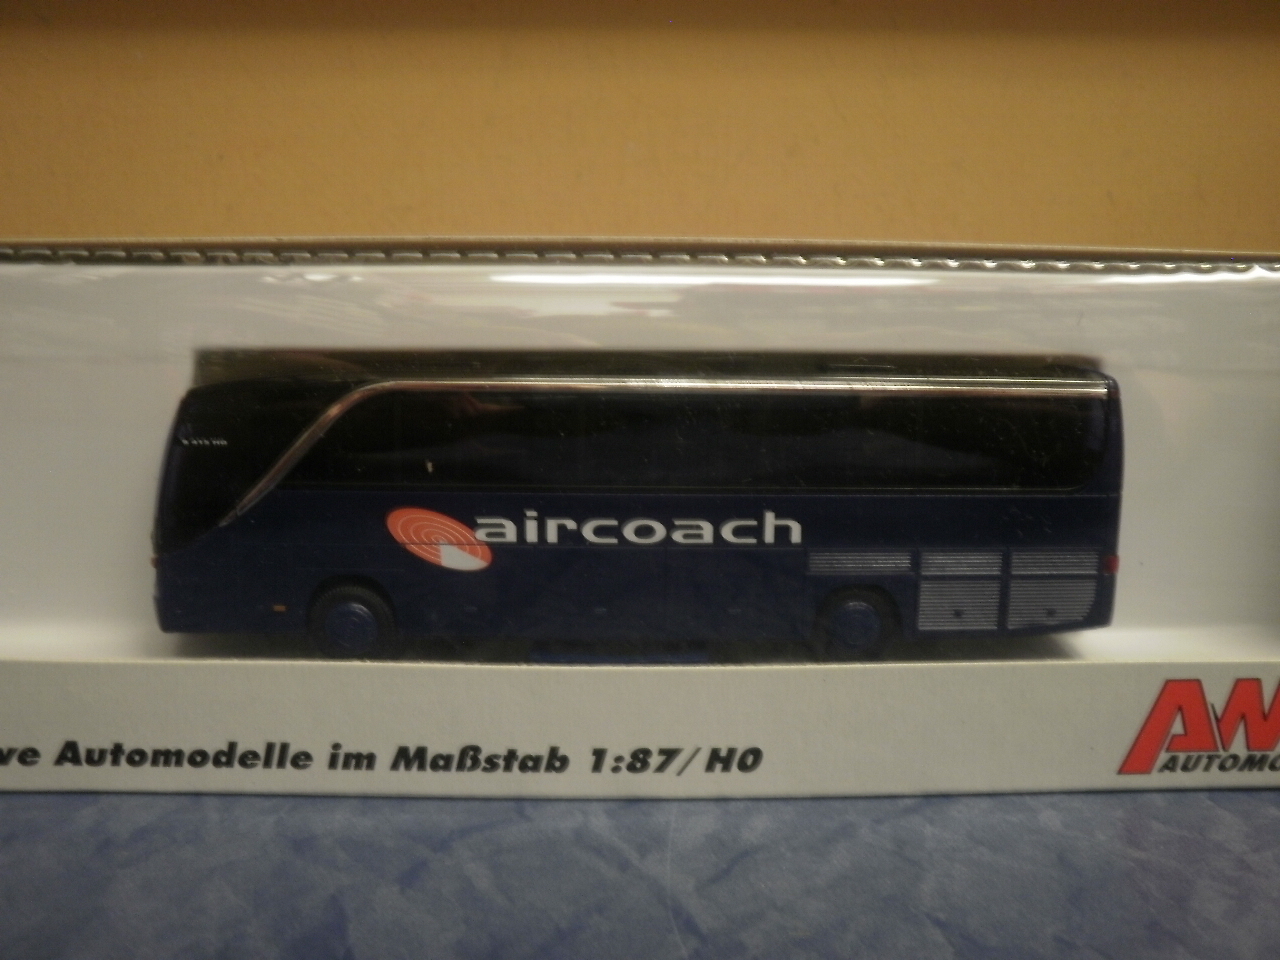 aircoach
ve Automodelle im Maßstab 1:87/H0
AW
AUTOMO